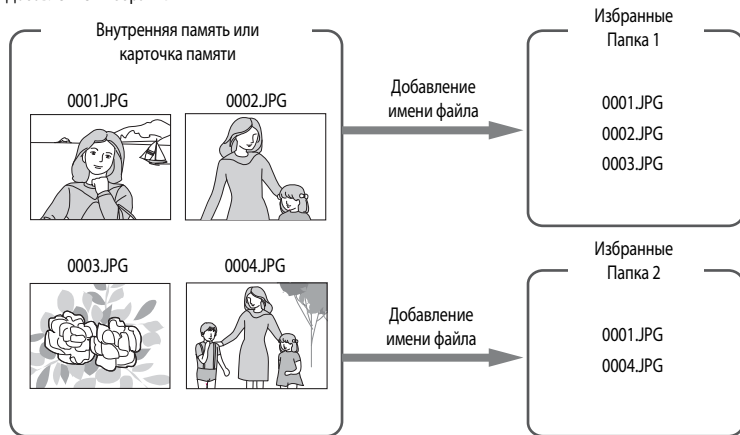 Внутренняя память или
карточка памяти
0001.JPG
0002.JPG
0003.JPG
0004.JPG
Добавление
имени файла
Избранные
Папка 1
0001.JPG
0002.JPG
0003.JPG
Добавление
имени файла
Избранные
Папка 2
0001.JPG
0004.JPG